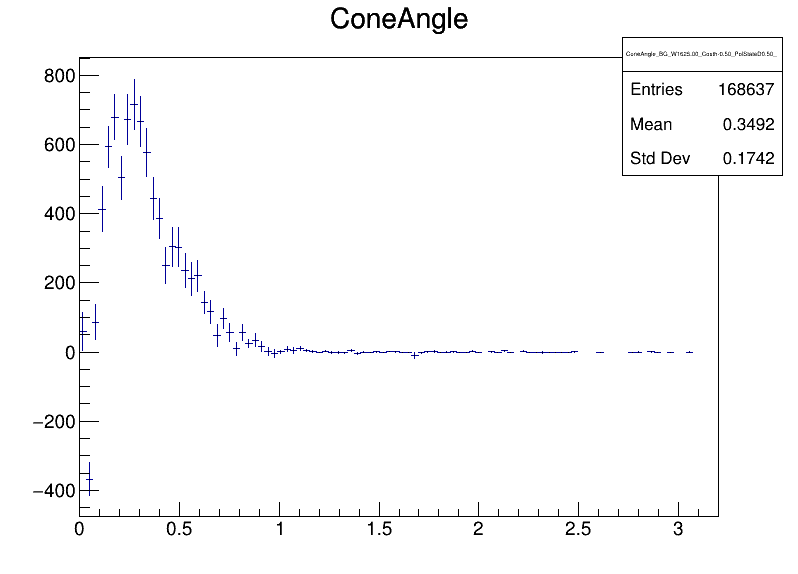 ConeAngle
ConeAngle_BG_W1625.00_Costh-0.50_PolStateD0.50_
Entries 168637
Mean 0.3492
Std Dev 0.1742
800
600
400
200
0
−200
−400
0 0.5 1 1.5 2 2.5 3